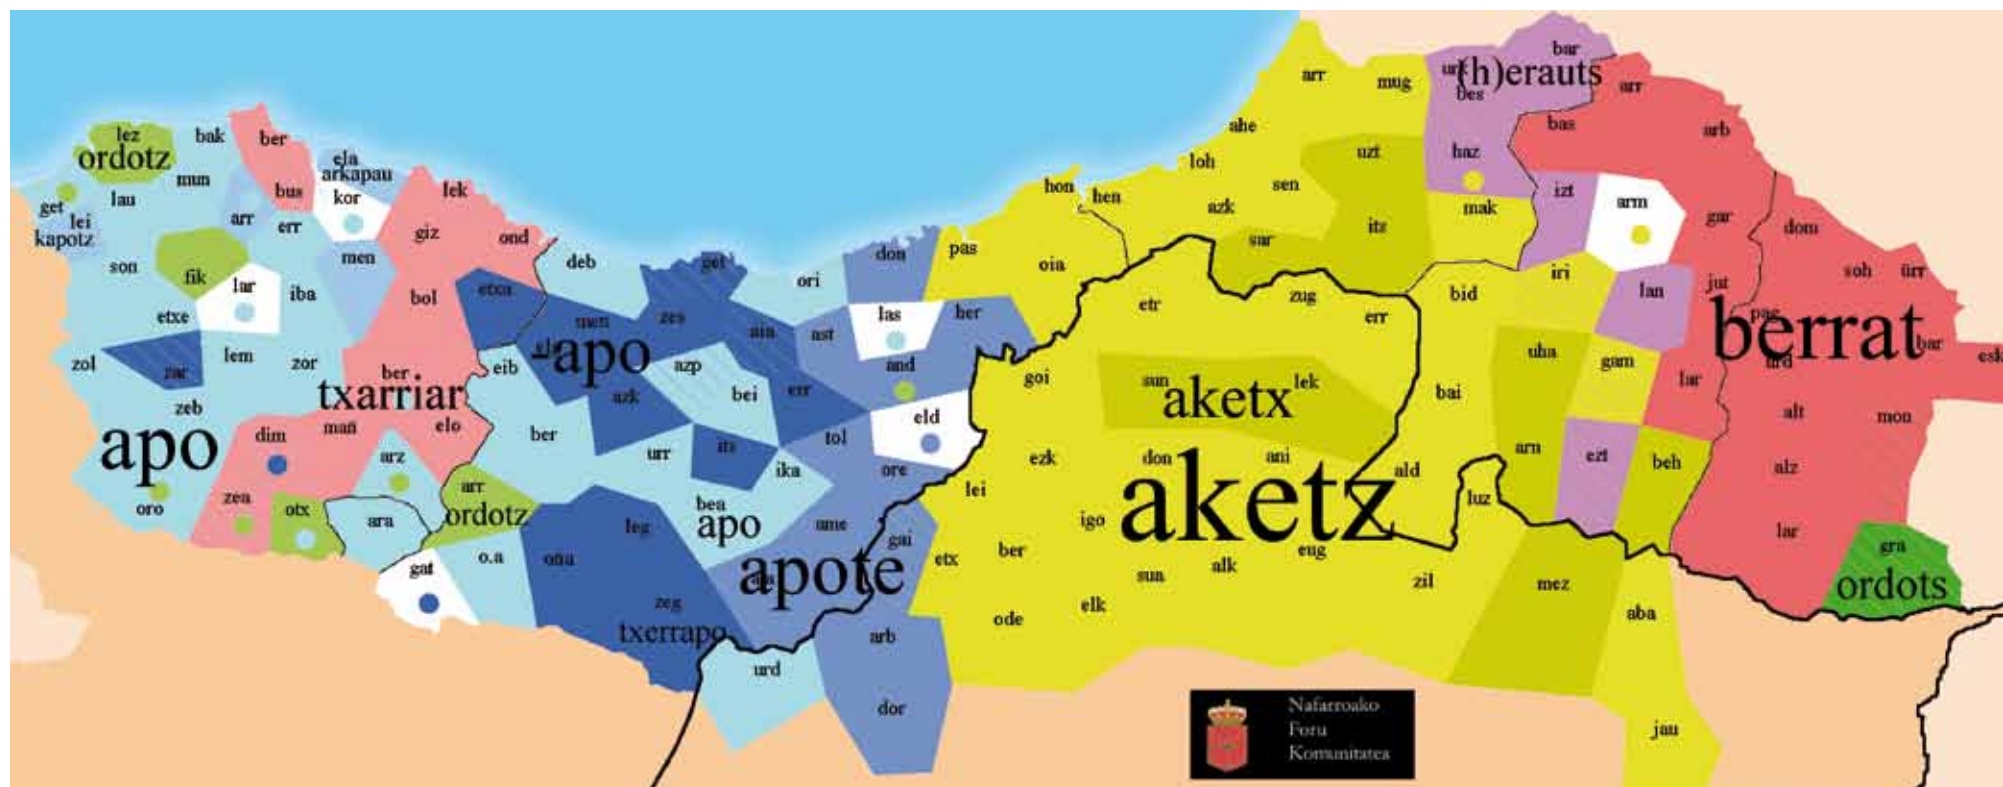 lez
ordotz
bak
ber
mun
ela
arkapau
bus
kor
lau
get
lei
kapotz
arr
err
lek
giz
ond
son
fik
lar
men
iba
etxe
bol
etxa
zol
zar
lem
zor
ber
txarriar
zeb
dim
mañ
elo
apo
arz
zea
oro
otx
ara
arr
ordotz
gat
o.a
deb
get
ori
don
men
zes
aia
ast
las
ber
apo
eib
azp
and
bei
err
azk
eld
ber
urr
its
tol
ika
ore
bea
apo
leg
ame
oña
gai
apote
zeg
txerrapo
urd
arb
dor
hon
hen
pas
oia
arr
mug
ahe
uzt
loh
sen
azk
its
sar
mak
bar
(h)erauts
haz
arr
bas
arb
izt
arm
gar
dom
soh
ürr
iri
lan
jut
bid
etr
zug
err
berrat
bar
esk
uha
gam
goi
sun
lek
aketx
bai
lar
alt
mon
ezk
don
ani
ald
arn
ezt
beh
alz
lei
aketz
luz
igo
ber
eug
lar
gra
ordots
etx
sun
alk
zil
mez
elk
ode
aba
jau
Nafarroako
Foru
Komunitatea